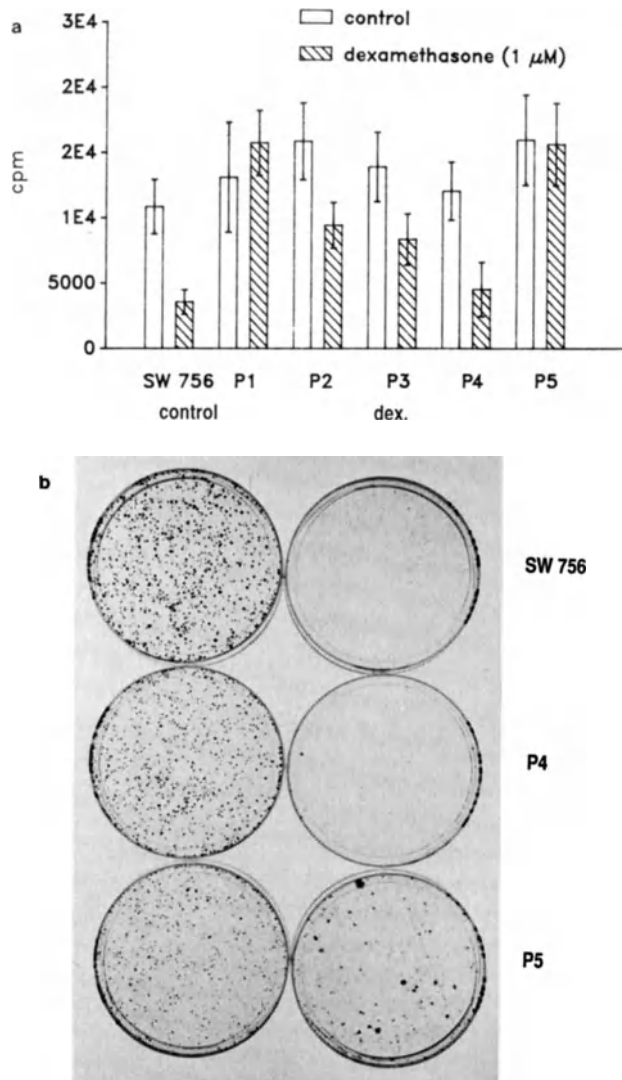 a
control
dexamethasone (1 μM)
3E4
2E4
2E4
1E4
5000
0
cpm
SW 756 P1 P2 P3 P4 P5
control dex.
b
SW 756
P4
P5